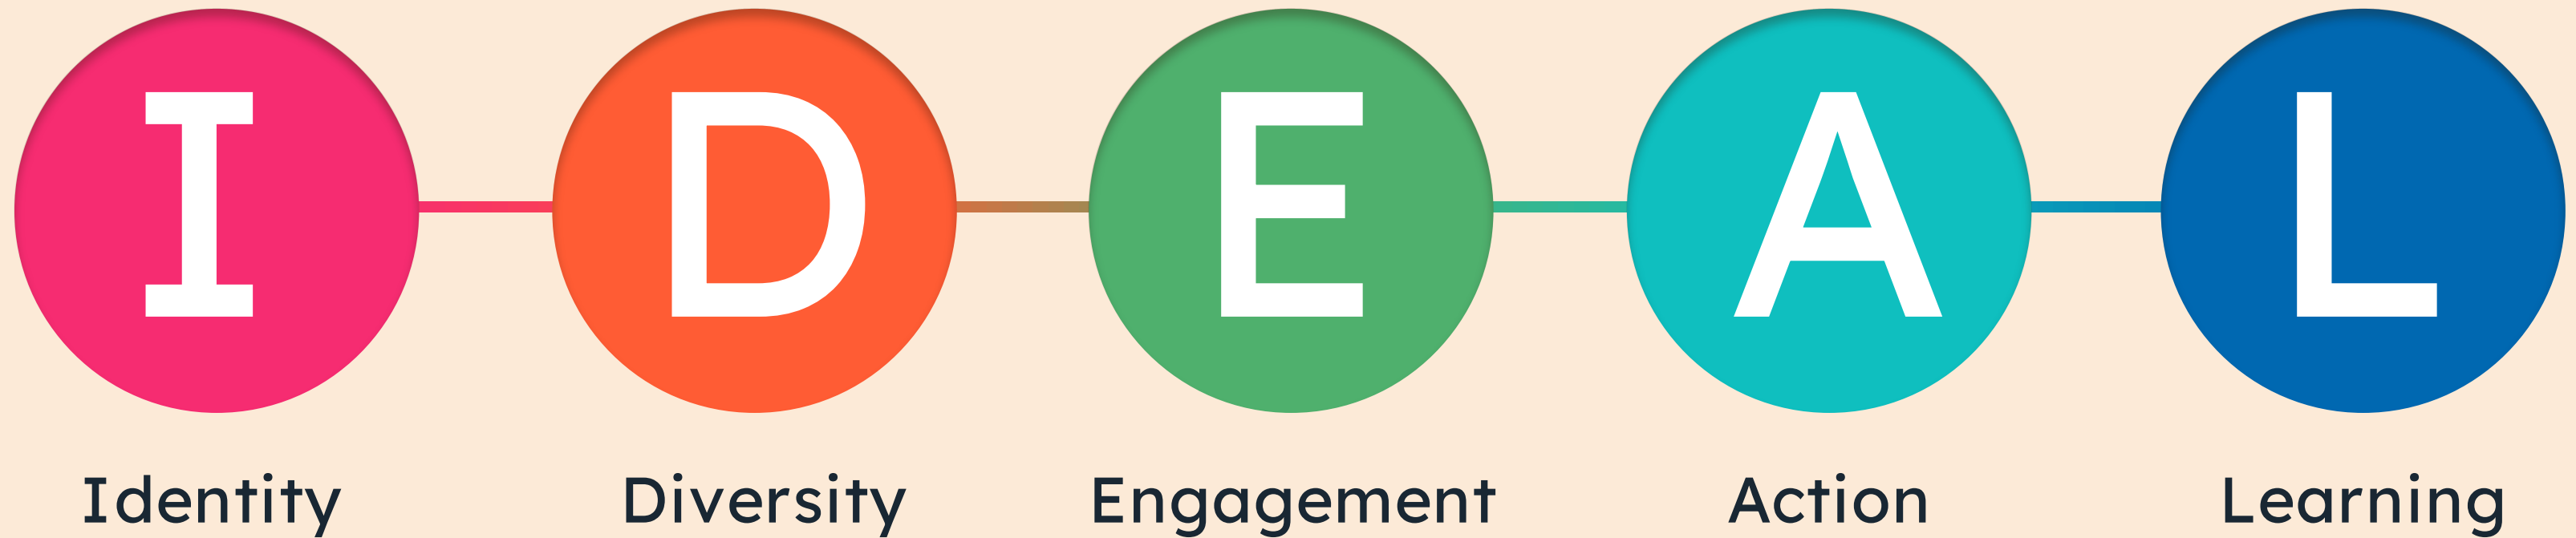 I D E A L
Identity Diversity Engagement Action Learning